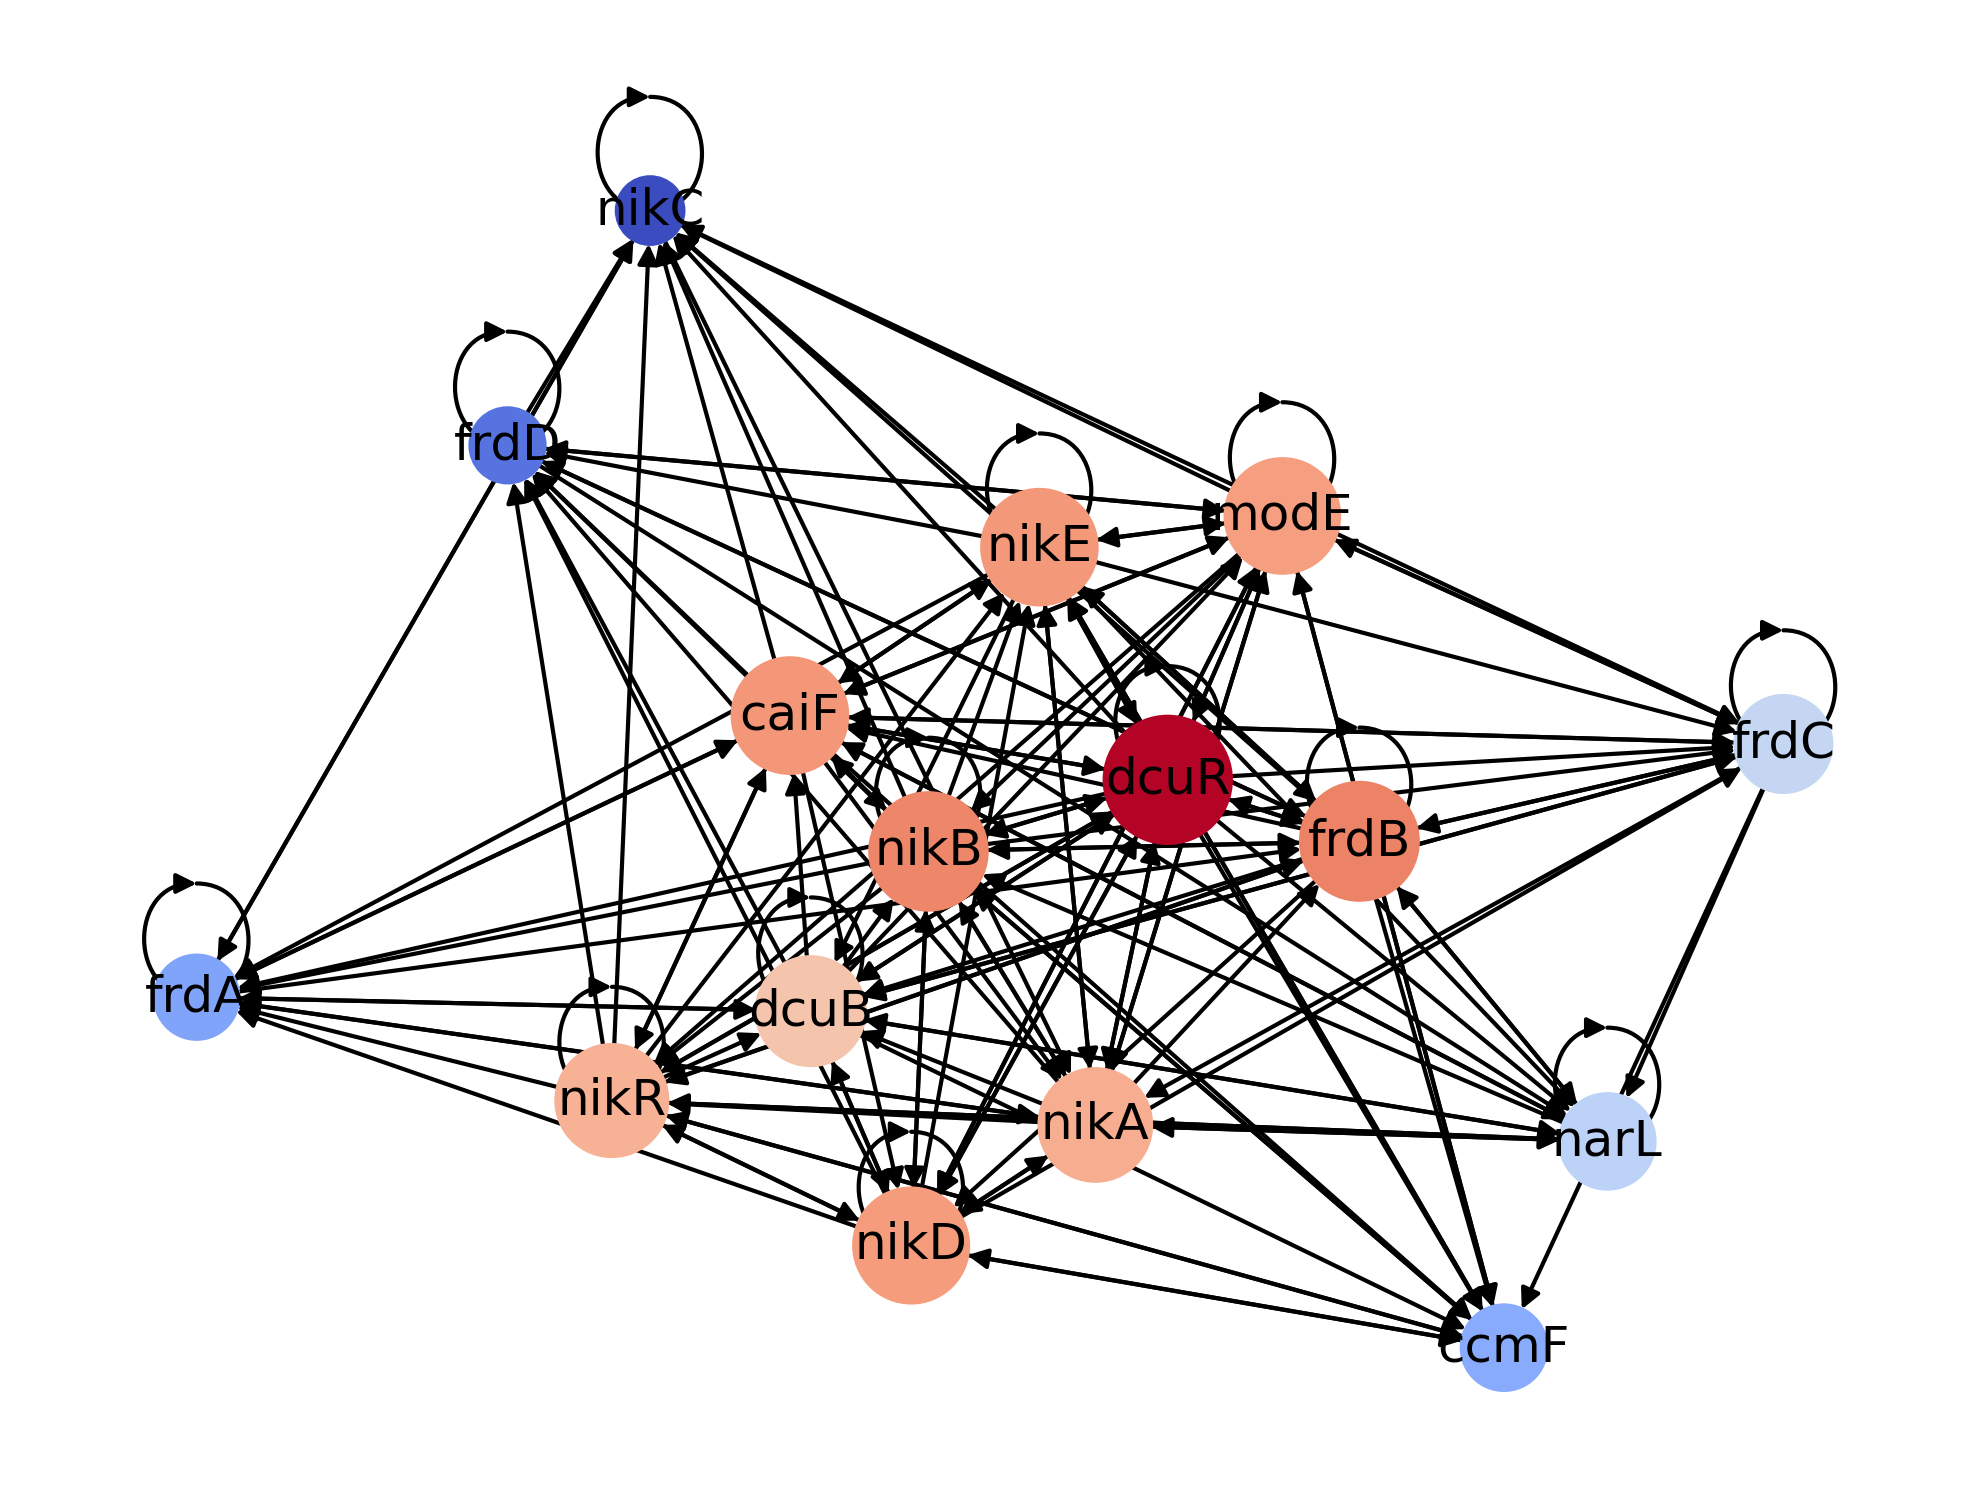 nikC
frdD
modE
nikE
caiF
frdC
dcuR
frdB
nikB
frdA
dcuB
nikR
nikA
narL
nikD
ccmF